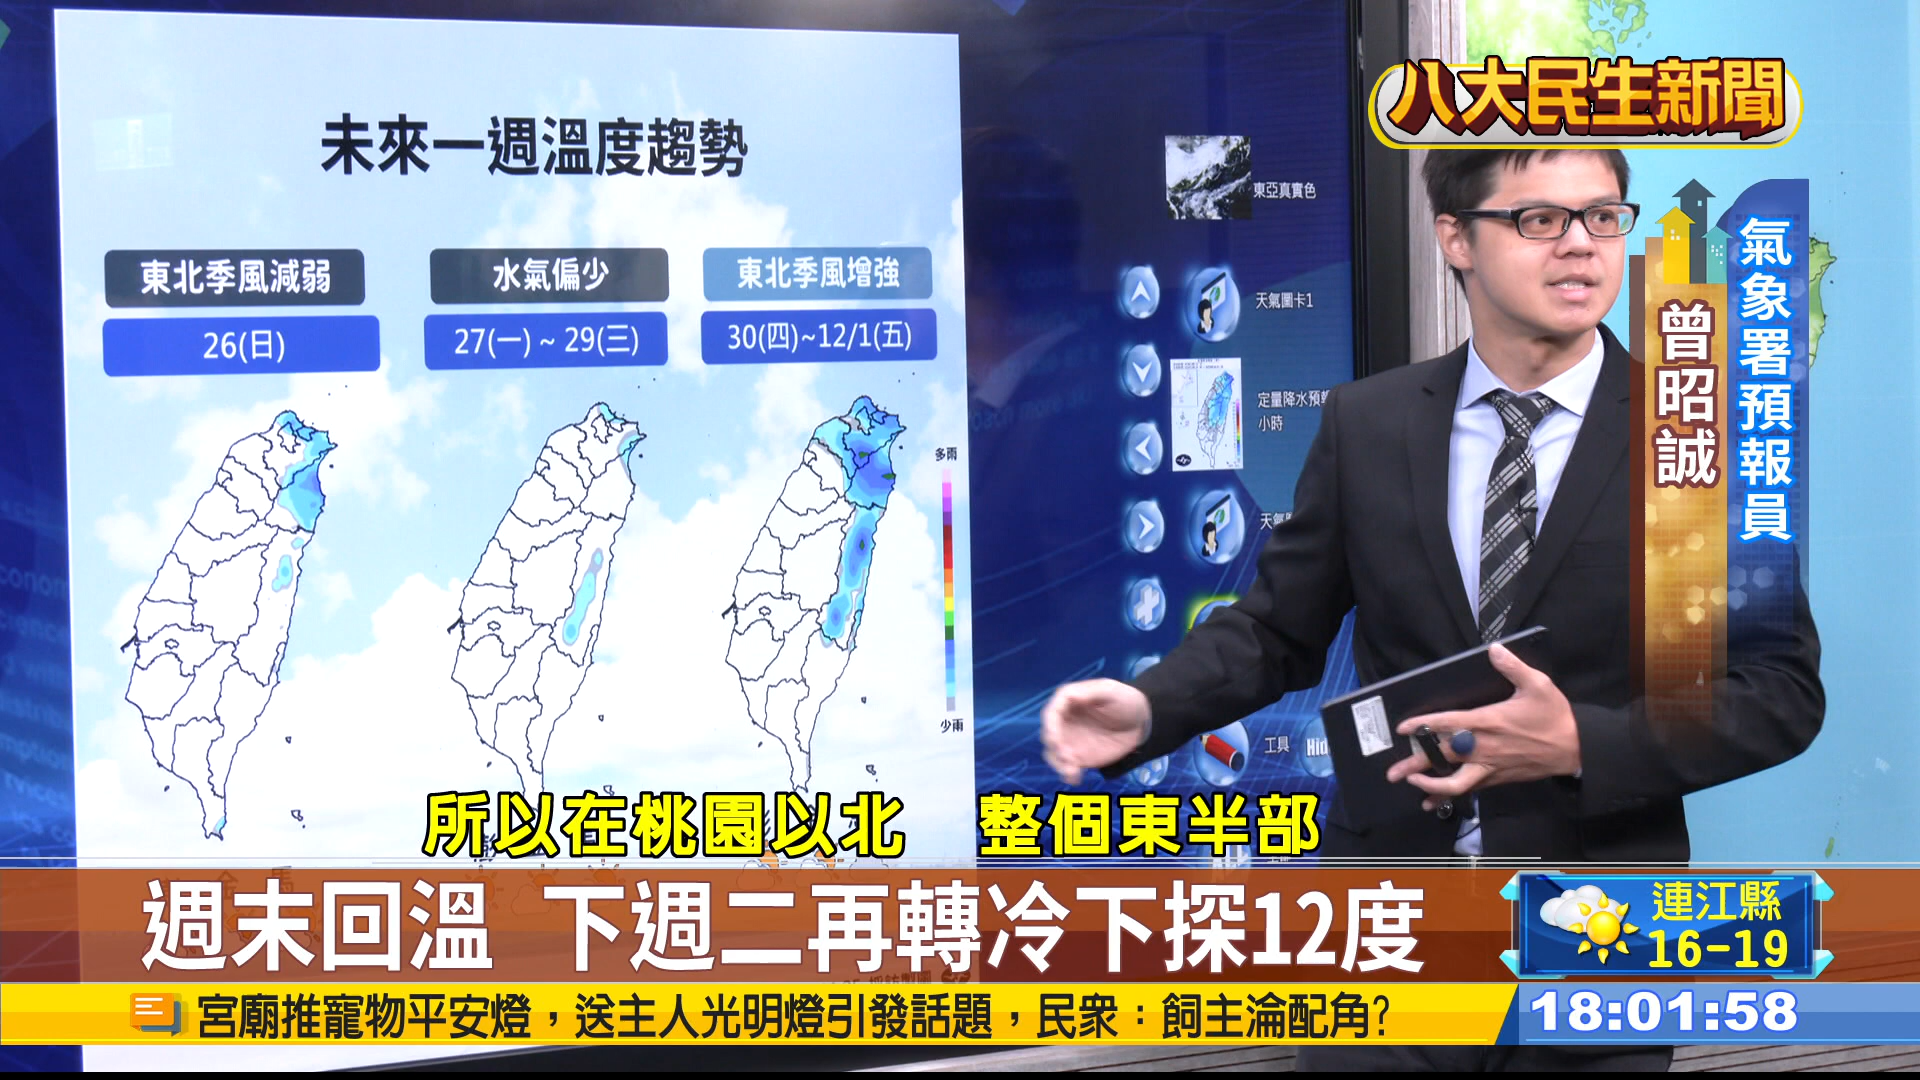 八大民生新聞
氣象署預報員
曾昭誠
未來一週溫度趨勢
東北季風減弱
水氣偏少
東北季風增強
26(日)
27(一) ~ 29(三)
30(四)~12/1(五)
多雨
少雨
東亞真實色
天氣圖卡1
定量降水預報
小時
工具
Hid
所以在桃園以北 整個東半部
週末回溫 下週二再轉冷下探12度
連江縣
16-19
宮廟推寵物平安燈，送主人光明燈引發話題，民眾：飼主淪配角?
18:01:58